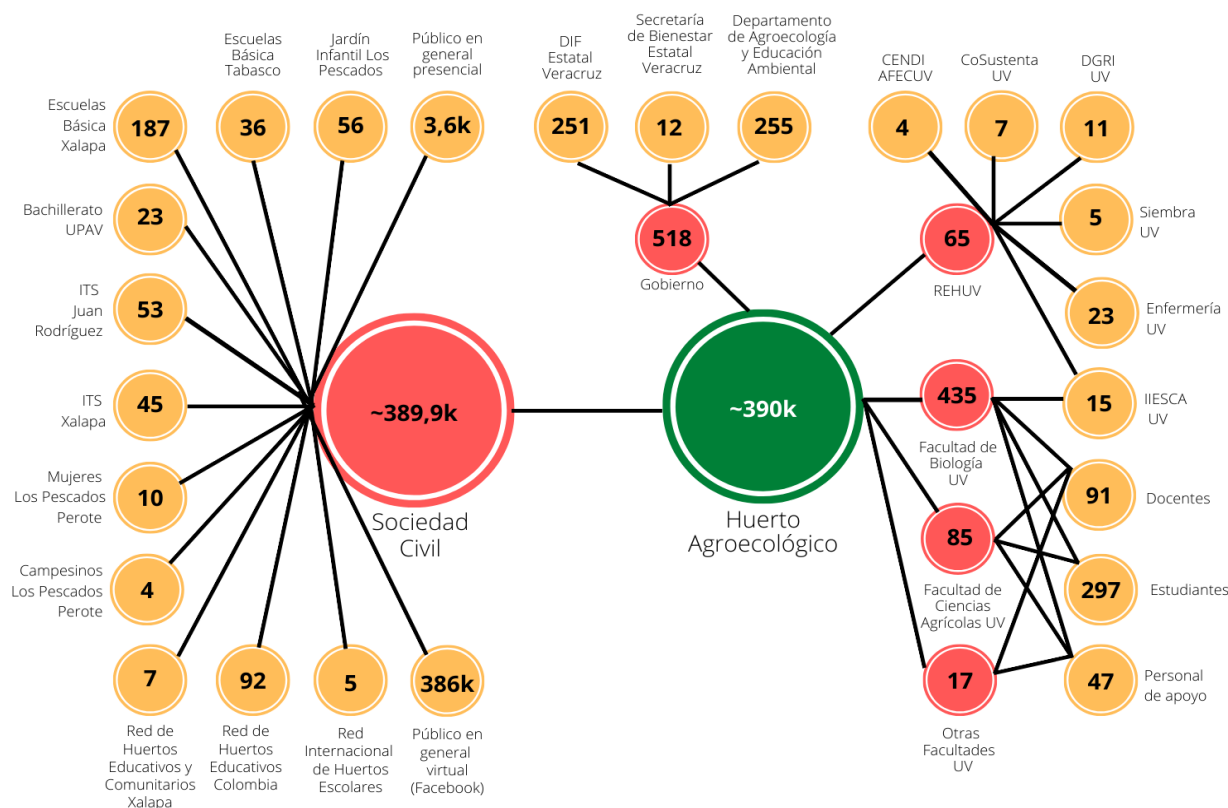 Escuelas
Básica
Tabasco
36
Jardín
Infantil Los
Pescados
56
Público en
general
presencial
3,6k
DIF
Estatal
Veracruz
251
Secretaría
de Bienestar
Estatal
Veracruz
12
Departamento
de Agroecología
y Educación
Ambiental
255
CENDI
AFECUV
4
CoSustenta
UV
7
DGRI
UV
11
Escuelas
Básica
Xalapa
187
Bachillerato
UPAV
23
ITS
Juan
Rodríguez
53
ITS
Xalapa
45
Mujeres
Los Pescados
Perote
10
Campesinos
Los Pescados
Perote
4
7
Red de
Huertos
Educativos y
Comunitarios
Xalapa
92
Red de
Huertos
Educativos
Colombia
5
Red
Internacional
de Huertos
Escolares
386k
Público en
general
virtual
(Facebook)
~389,9k
Sociedad
Civil
518
Gobierno
~390k
Huerto
Agroecológico
65
REHUV
435
Facultad de
Biología
UV
85
Facultad de
Ciencias
Agrícolas UV
17
Otras
Facultades
UV
5
Siembra
UV
23
Enfermería
UV
15
IIESCA
UV
91
Docentes
297
Estudiantes
47
Personal
de apoyo